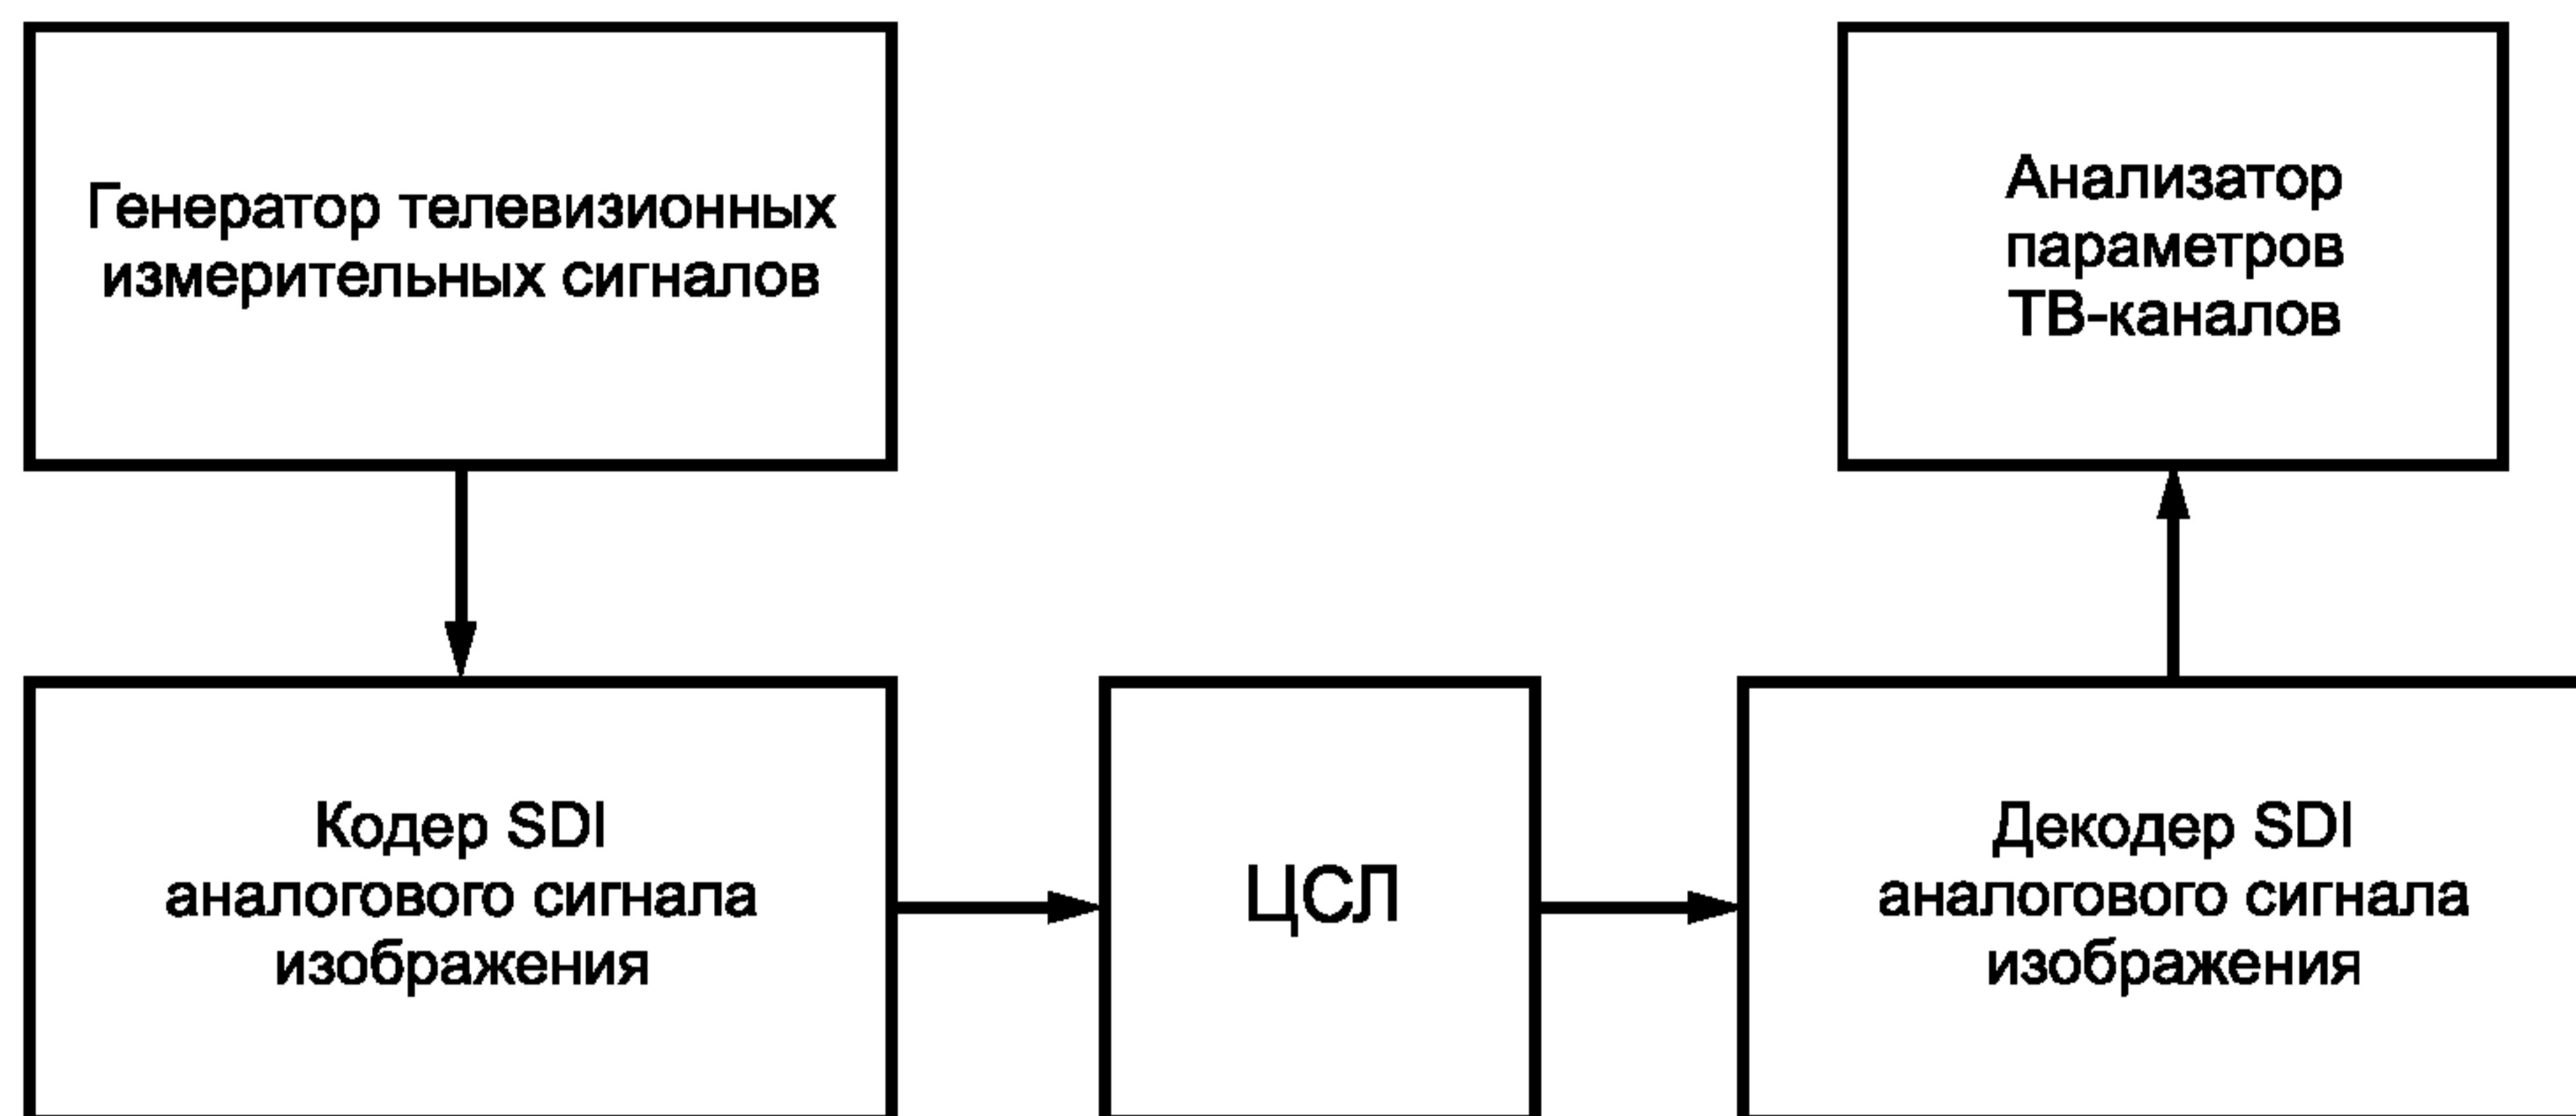 Генератор телевизионных
измерительных сигналов
Анализатор
параметров
ТВ-каналов
Кодер SDI
аналогового сигнала
изображения
ЦСЛ
Декодер SDI
аналогового сигнала
изображения